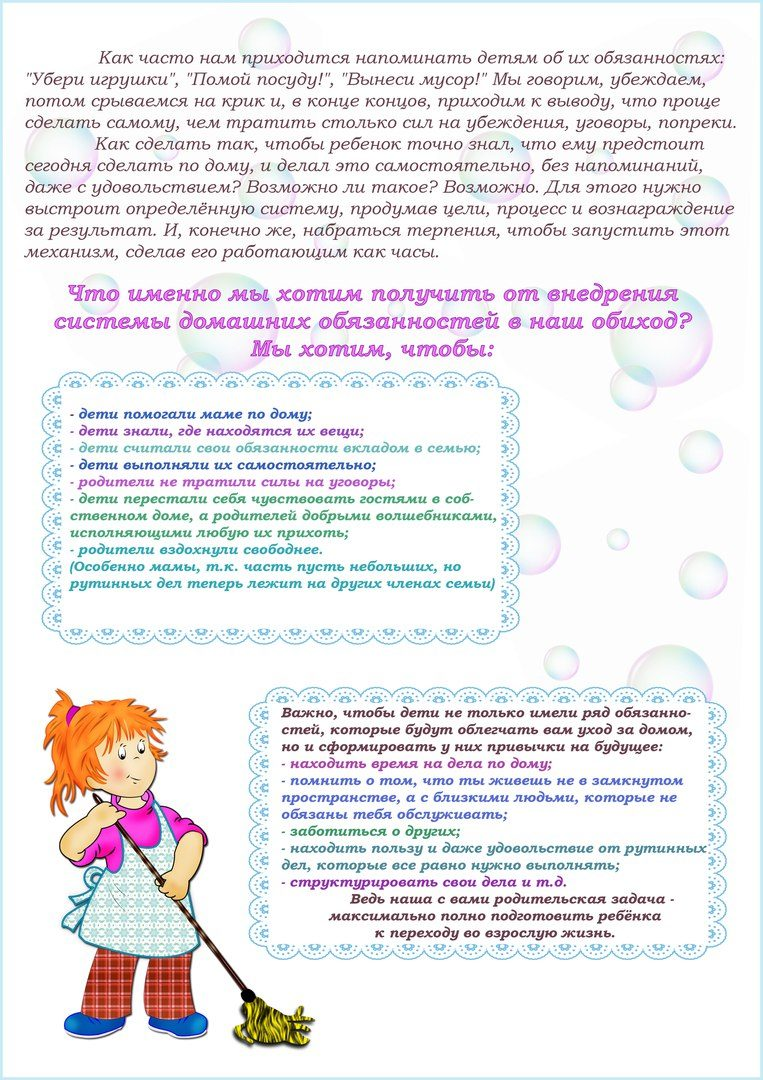 Как часто нам приходится напоминать детям об их обязанностях:
"Убери игрушки", "Помой посуду!", "Вынеси мусор!" Мы говорим, убеждаем,
потом срываемся на крик и, в конце концов, приходим к выводу, что проще
сделать самому, чем тратить столько сил на убеждения, уговоры, попреки.
Как сделать так, чтобы ребенок точно знал, что ему предстоит
сегодня сделать по дому, и делал это самостоятельно, без напоминаний,
даже с удовольствием? Возможно ли такое? Возможно. Для этого нужно
выстроит определённую систему, продумав цели, процесс и вознаграждение
за результат. И, конечно же, набраться терпения, чтобы запустить этот
механизм, сделав его работающим как часы.
Что именно мы хотим получить от внедрения
системы домашних обязанностей в наш обиход?
Мы хотим, чтобы:
- дети помогали маме по дому;
- дети знали, где находятся их вещи;
- дети считали свои обязанности вкладом в семью;
- дети выполняли их самостоятельно;
- родители не тратили силы на уговоры;
- дети перестали себя чувствовать гостями в соб-
ственном доме, а родителей добрыми волшебниками,
исполняющими любую их прихоть;
- родители вздохнули свободнее.
(Особенно мамы, т.к. часть пусть небольших, но
рутинных дел теперь лежит на других членах семьи)
Важно, чтобы дети не только имели ряд обязанно-
стей, которые будут облегчать вам уход за домом,
но и сформировать у них привычки на будущее:
- находить время на дела по дому;
- помнить о том, что ты живешь не в замкнутом
пространстве, а с близкими людьми, которые не
обязаны тебя обслуживать;
- заботиться о других;
- находить пользу и даже удовольствие от рутинных
дел, которые все равно нужно выполнять;
- структурировать свои дела и т.д.
Ведь наша с вами родительская задача -
максимально полно подготовить ребёнка
к переходу во взрослую жизнь.